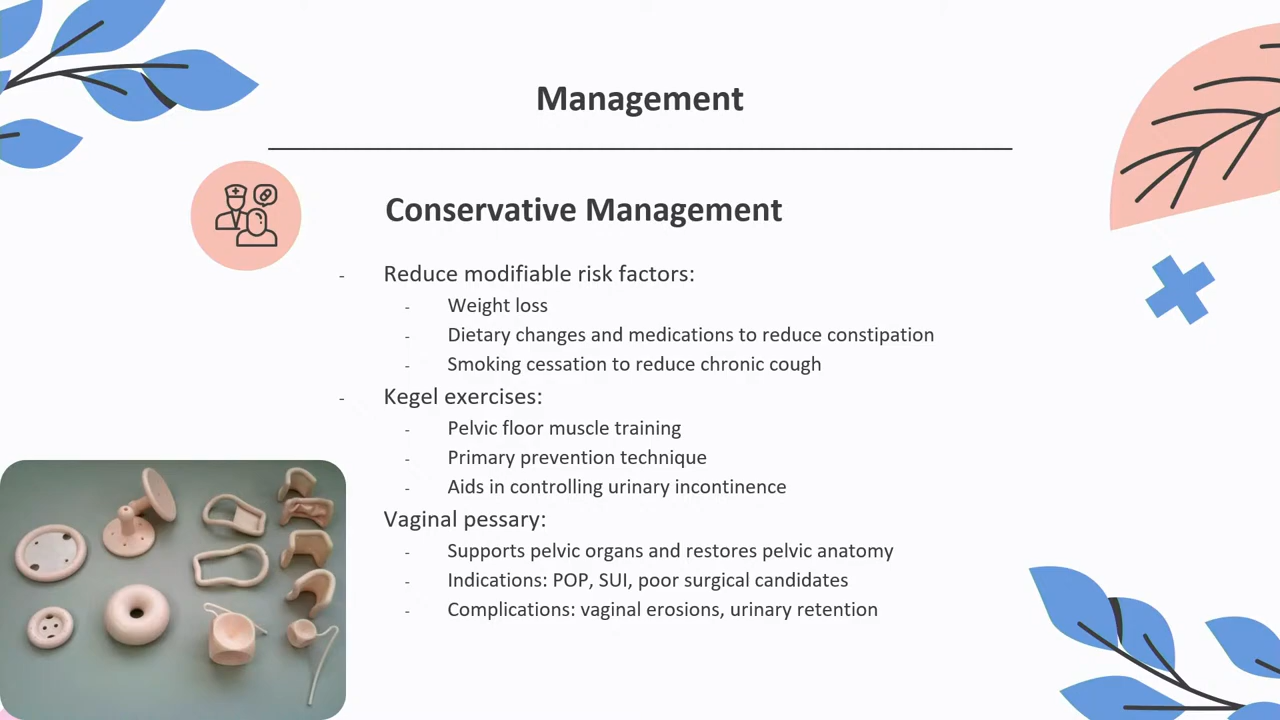 Management
Conservative Management
- Reduce modifiable risk factors:
- Weight loss
- Dietary changes and medications to reduce constipation
- Smoking cessation to reduce chronic cough
- Kegel exercises:
- Pelvic floor muscle training
- Primary prevention technique
- Aids in controlling urinary incontinence
Vaginal pessary:
- Supports pelvic organs and restores pelvic anatomy
- Indications: POP, SUI, poor surgical candidates
- Complications: vaginal erosions, urinary retention